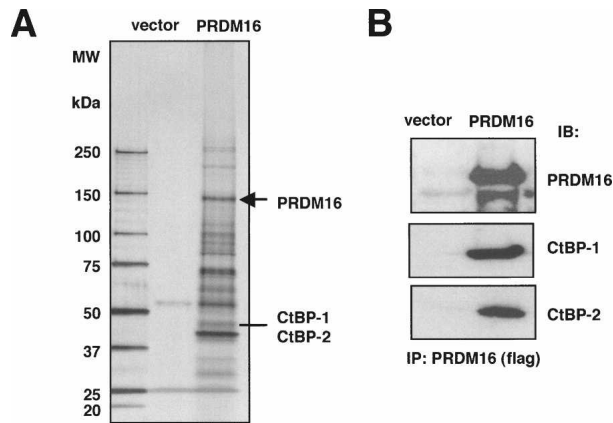 A
vector PRDM16
MW
kDa
250
150
100
75
50
37
25
20
PRDM16
CtBP-1
CtBP-2
B
vector PRDM16
IB:
PRDM16
CtBP-1
CtBP-2
IP: PRDM16 (flag)